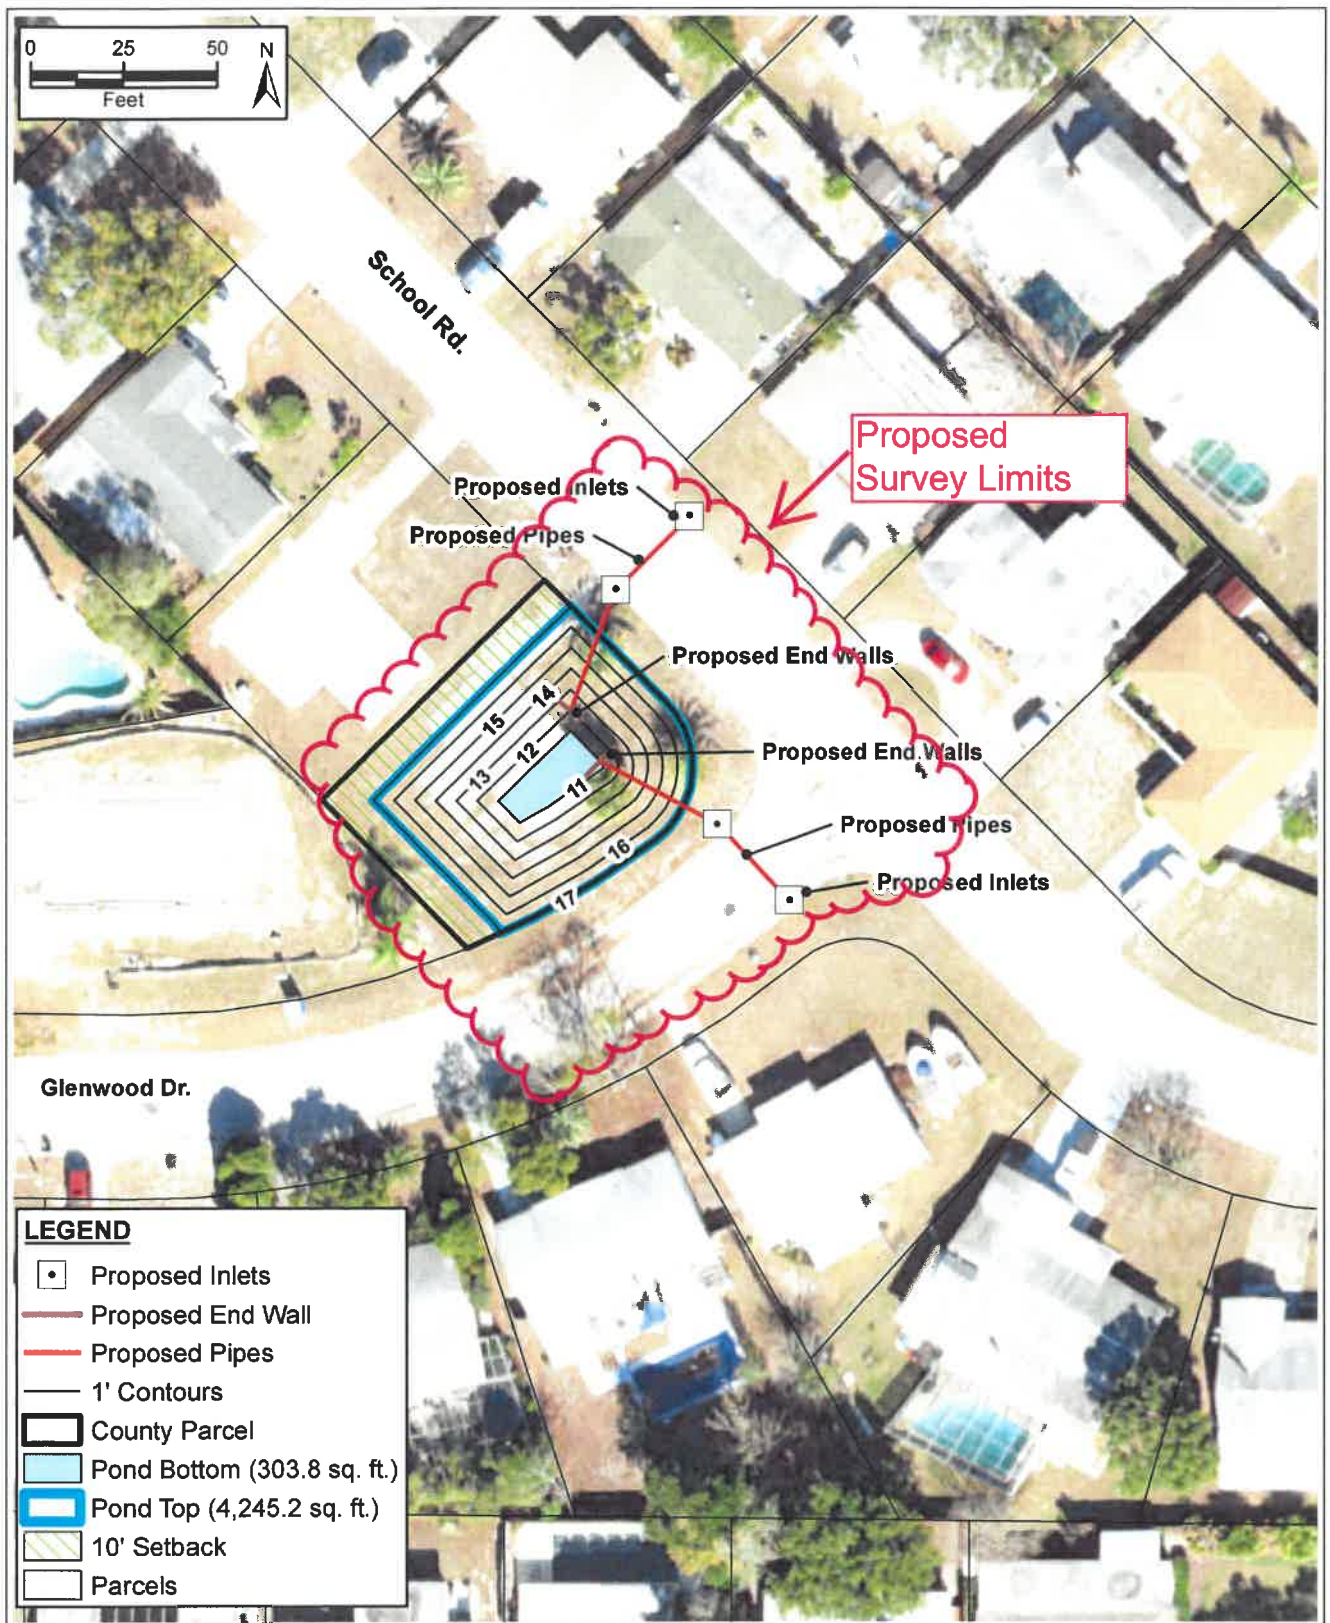 0 25 50
N
Feet
School Rd.
Proposed
Survey Limits
Proposed Inlets
Proposed Pipes
Proposed End Walls
14
15
12
13
11
Proposed End Walls
16
Proposed Pipes
Proposed Inlets
17
Glenwood Dr.
LEGEND
Proposed Inlets
Proposed End Wall
Proposed Pipes
1' Contours
County Parcel
Pond Bottom (303.8 sq. ft.)
Pond Top (4,245.2 sq. ft.)
10' Setback
Parcels